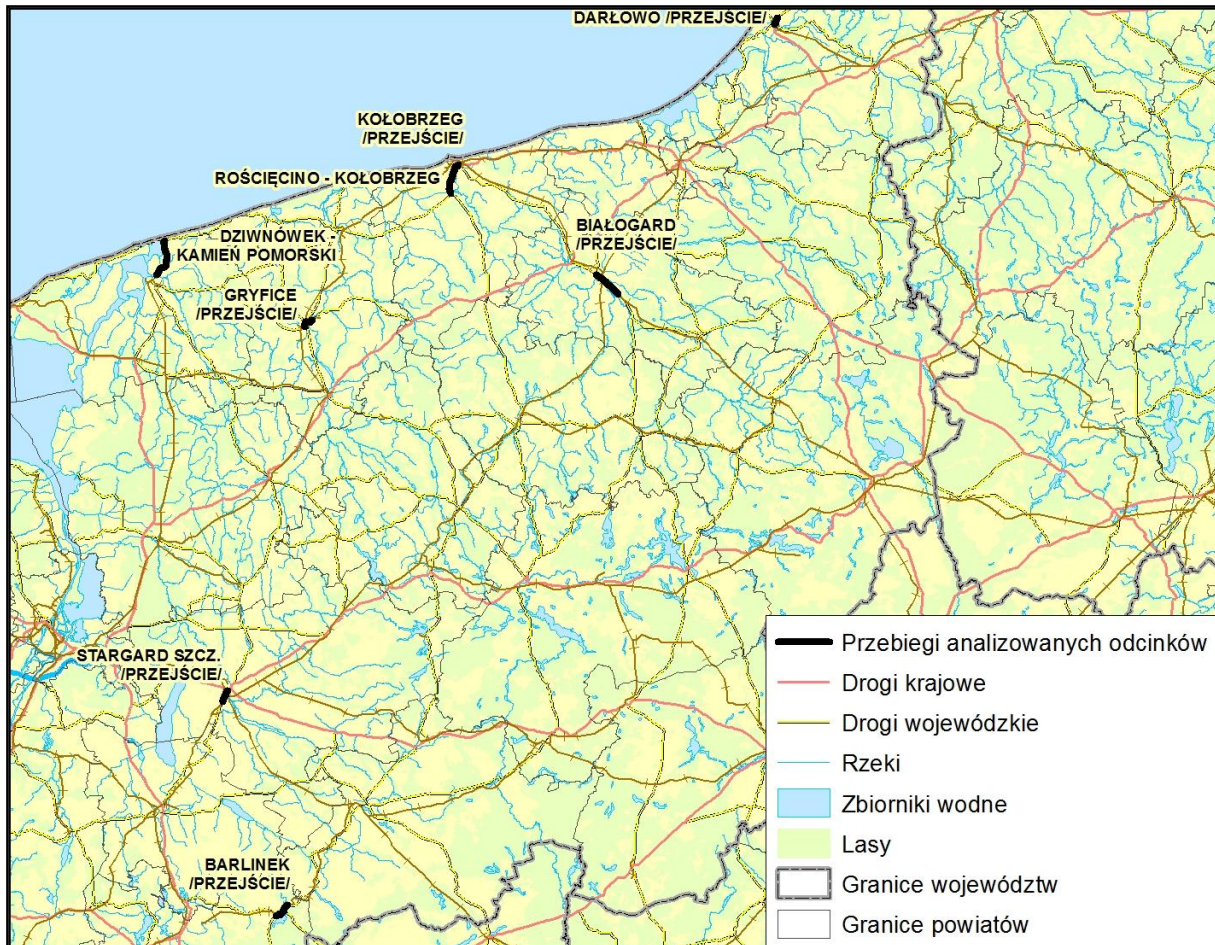 DARŁOWO /PRZEJŚCIE/
KOŁOBRZEG
/PRZEJŚCIE/
ROŚCIĘCINO - KOŁOBRZEG
DZIWNÓWEK -
KAMIEŃ POMORSKI
BIAŁOGARD
/PRZEJŚCIE/
GRYFICE
/PRZEJŚCIE/
STARGARD SZCZ.
/PRZEJŚCIE/
BARLINEK
/PRZEJŚCIE/
Przebiegi analizowanych odcinków
Drogi krajowe
Drogi wojewódzkie
Rzeki
Zbiorniki wodne
Lasy
Granice województw
Granice powiatów